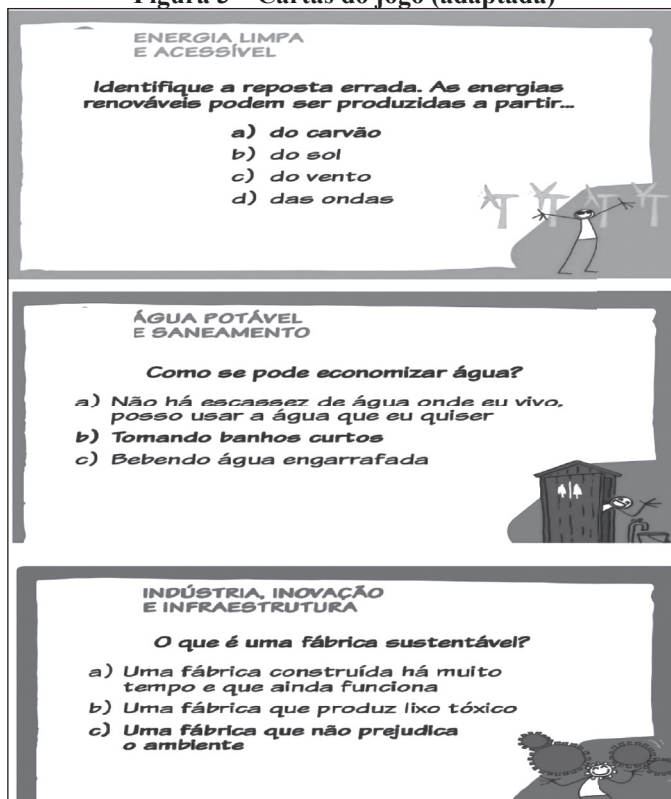 Figura 3 – Cartas do jogo (adaptada)
ENERGIA LIMPA
E ACESSÍVEL
Identifique a reposta errada. As energias
renováveis podem ser produzidas a partir...
a) do carvão
b) do sol
c) do vento
d) das ondas
ÁGUA POTÁVEL
E SANEAMENTO
Como se pode economizar água?
a) Não há escassez de água onde eu vivo,
posso usar a água que eu quiser
b) Tomando banhos curtos
c) Bebendo água engarrafada
INDÚSTRIA, INOVAÇÃO
E INFRAESTRUTURA
O que é uma fábrica sustentável?
a) Uma fábrica construída há muito
tempo e que ainda funciona
b) Uma fábrica que produz lixo tóxico
c) Uma fábrica que não prejudica
o ambiente